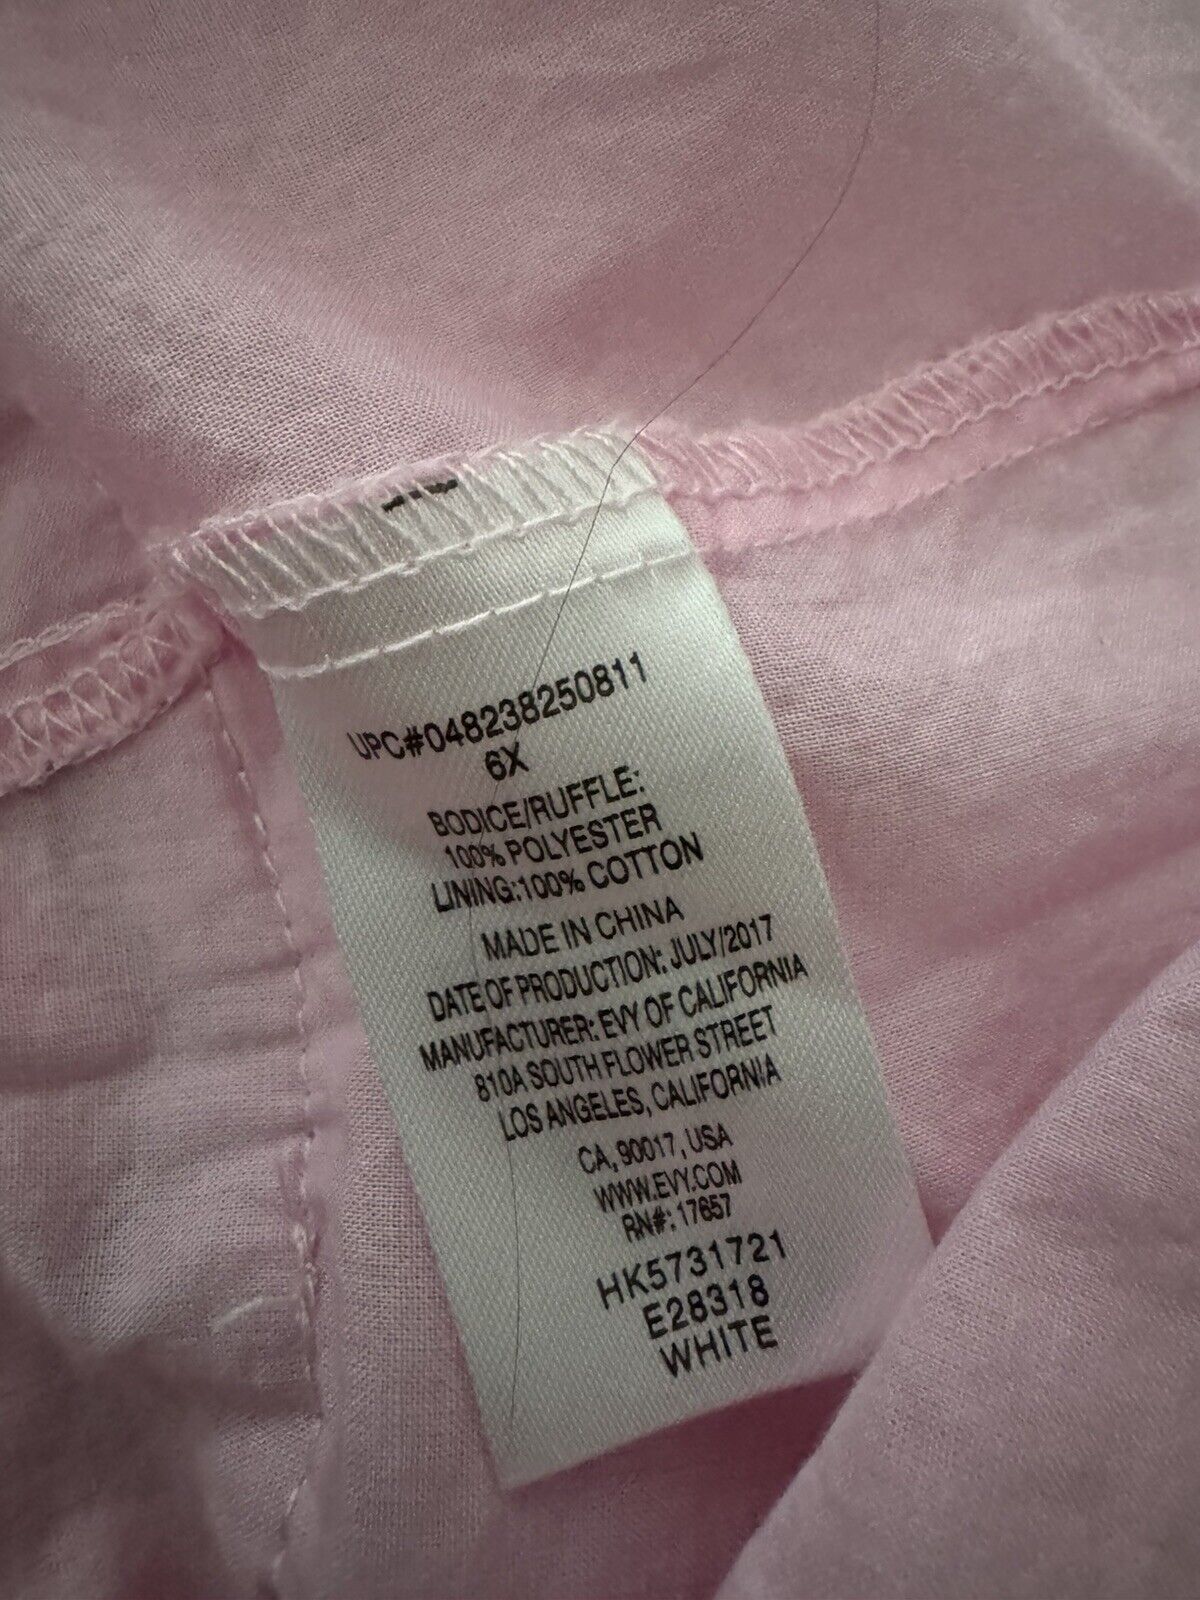 UPC#048238250811
6X
BODICE/RUFFLE:
100% POLYESTER
LINING:100% COTTON
MADE IN CHINA
DATE OF PRODUCTION: JULY/2017
MANUFACTURER: EVY OF CALIFORNIA
810A SOUTH FLOWER STREET
LOS ANGELES, CALIFORNIA
CA, 90017, USA
WWW.EVY.COM
RN#: 17657
HK5731721
E28318
WHITE